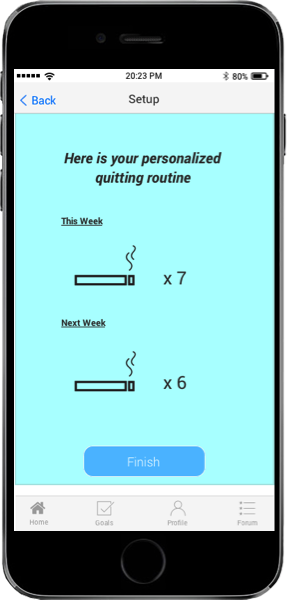 20:23 PM
80%
Back
Setup
Here is your personalized
quitting routine
This Week
x 7
Next Week
x 6
Finish
Home
Goals
Profile
Forum